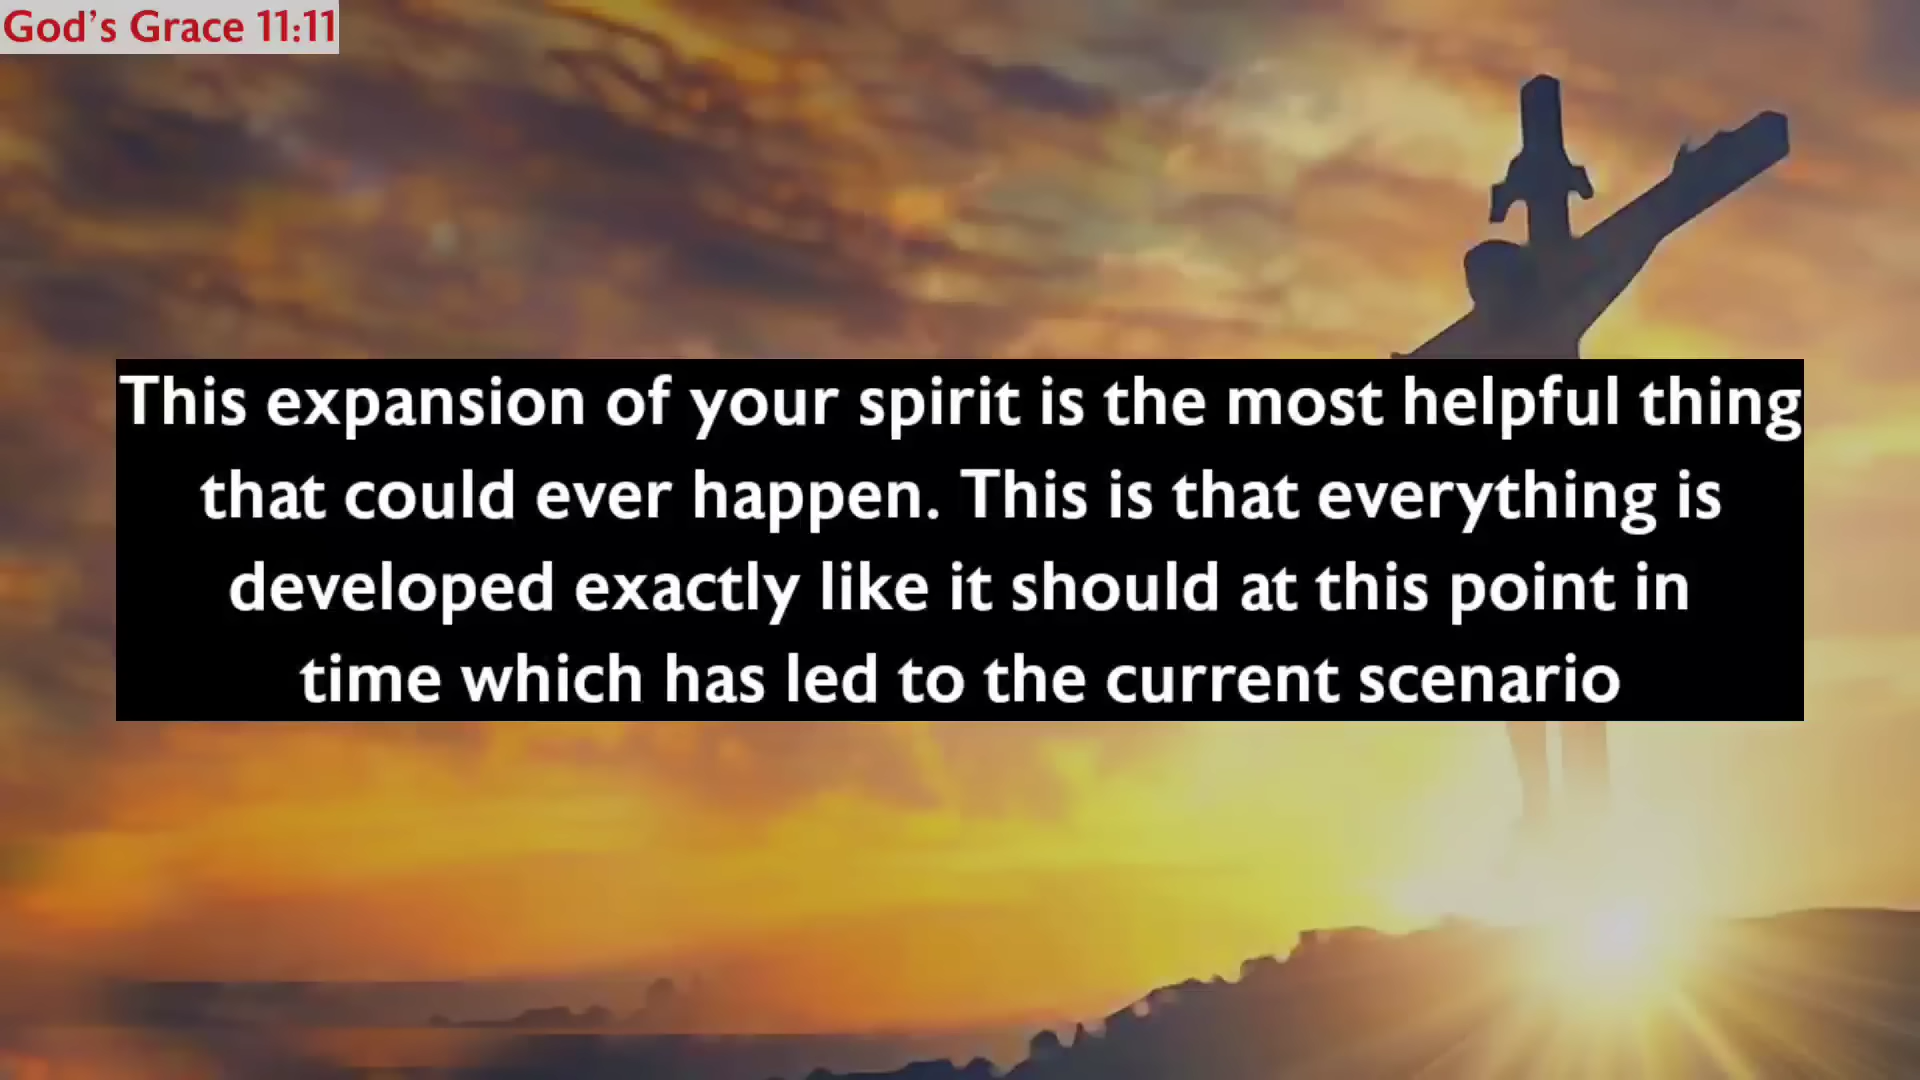 God's Grace 11:11
This expansion of your spirit is the most helpful thing
that could ever happen. This is that everything is
developed exactly like it should at this point in
time which has led to the current scenario